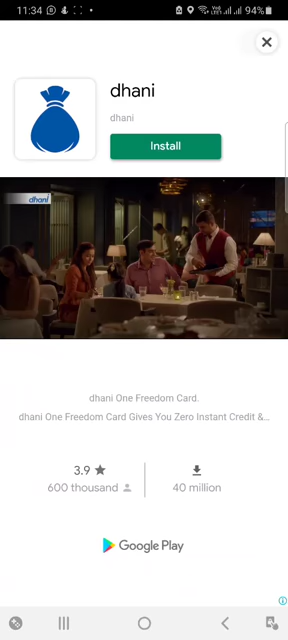 11:34
94%
dhani
dhani
Install
dhani
dhani One Freedom Card.
dhani One Freedom Card Gives You Zero Instant Credit &...
3.9 ★
600 thousand
40 million
Google Play